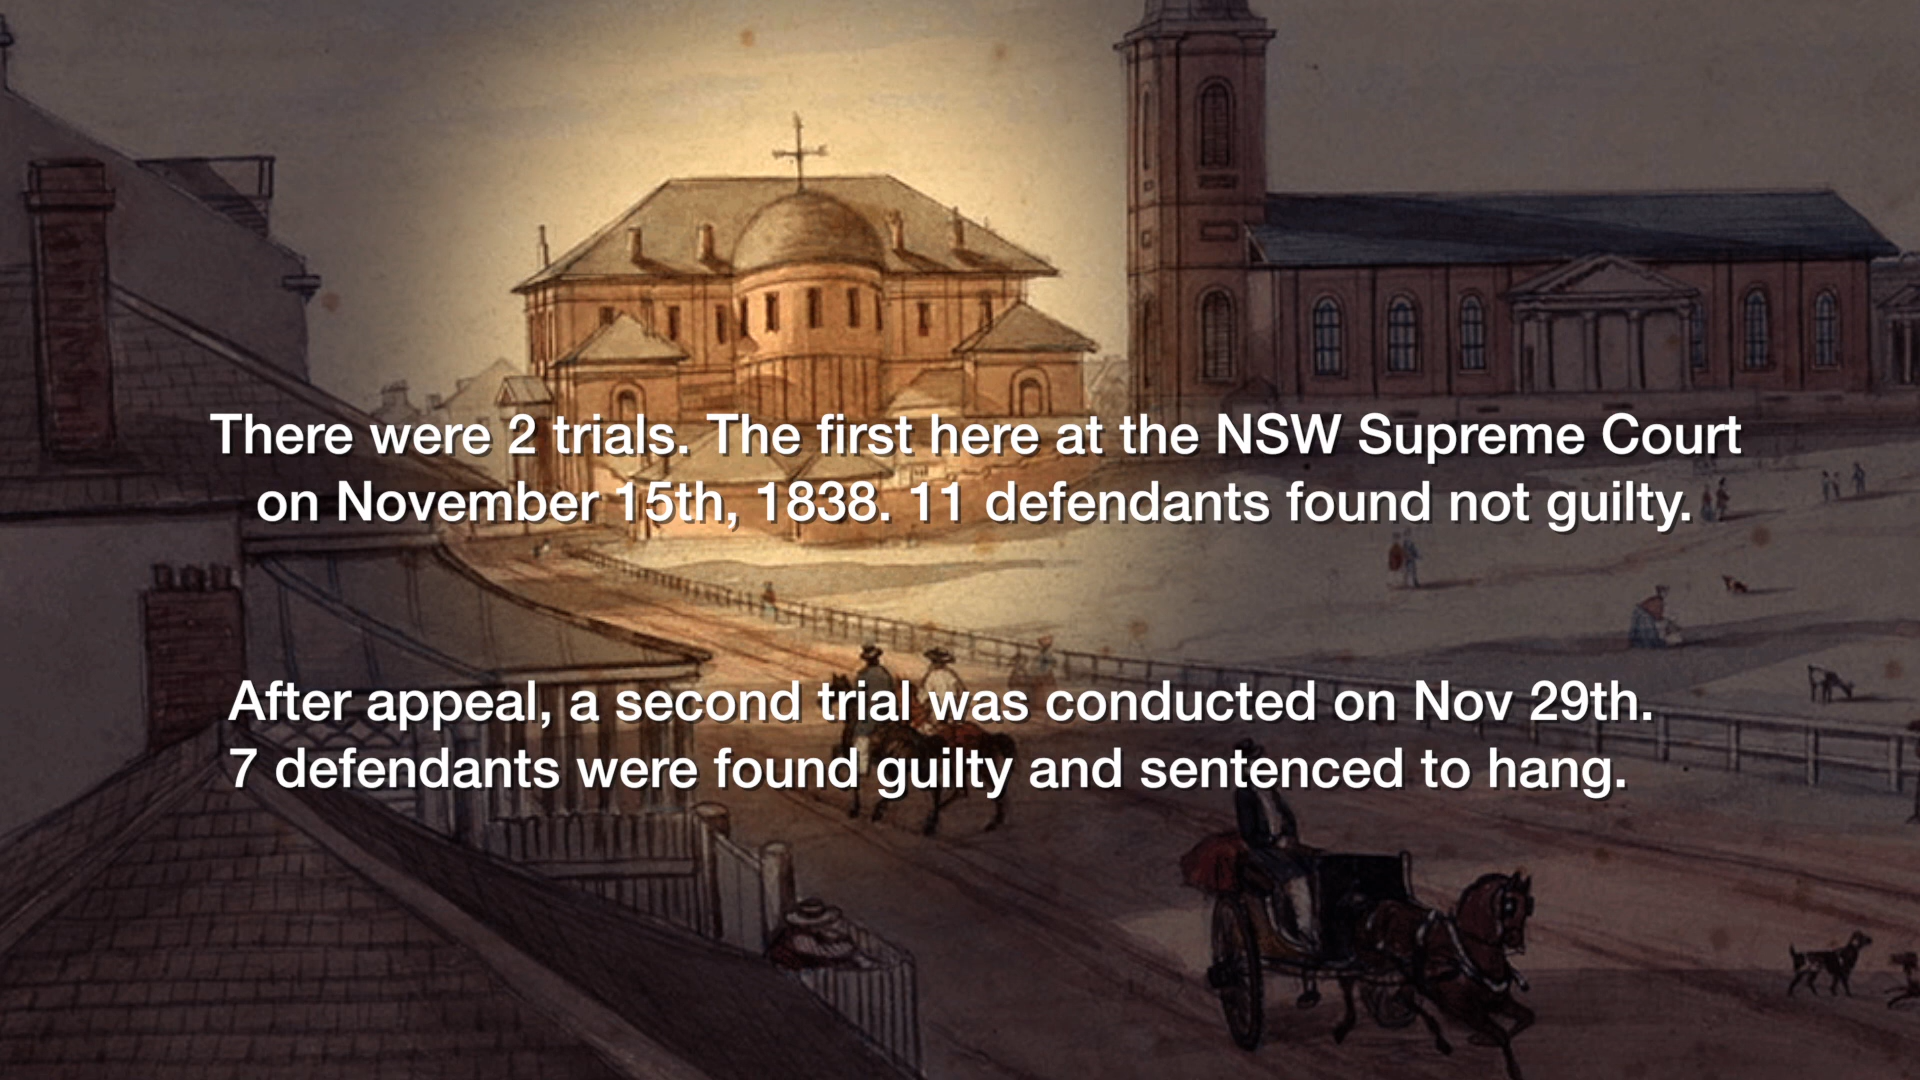 There were 2 trials. The first here at the NSW Supreme Court
on November 15th, 1838. 11 defendants found not guilty.
After appeal, a second trial was conducted on Nov 29th.
7 defendants were found guilty and sentenced to hang.